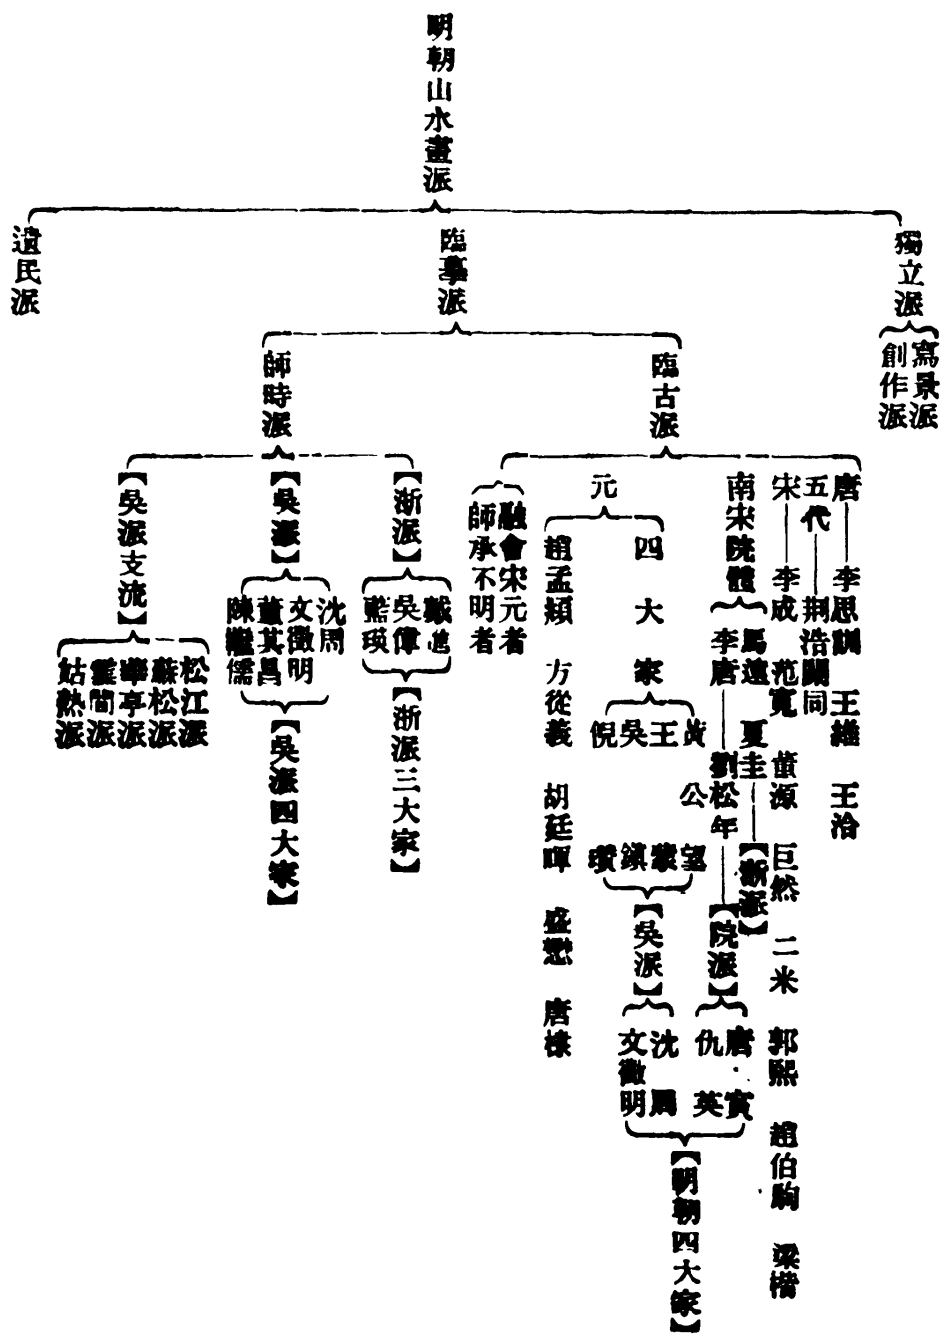 明朝山水畫派
獨立派
寫景派
創作派
臨摹派
臨古派
唐
李思訓 王維 王洽
五代
荆浩 關同
宋
李成 范寬 董源 巨然 二米 郭熙 趙伯駒 梁楷
南宋院體
馬遠 夏圭
【浙派】
李唐 劉松年
【院派】
唐寅
仇英
元
四大家
黃公望
王蒙
吳鎮
倪瓚
【吳派】
沈周
文徵明
【明朝四大家】
趙孟頫 方從義 胡廷暉 盛懋 唐棣
融會宋元者
師承不明者
師時派
【浙派】
戴進
吳偉
藍瑛
【浙派三大家】
【吳派】
沈周
文徵明
董其昌
陳繼儒
【吳派四大家】
【吳派支流】
松江派
蘇松派
華亭派
雲間派
姑熟派
遺民派